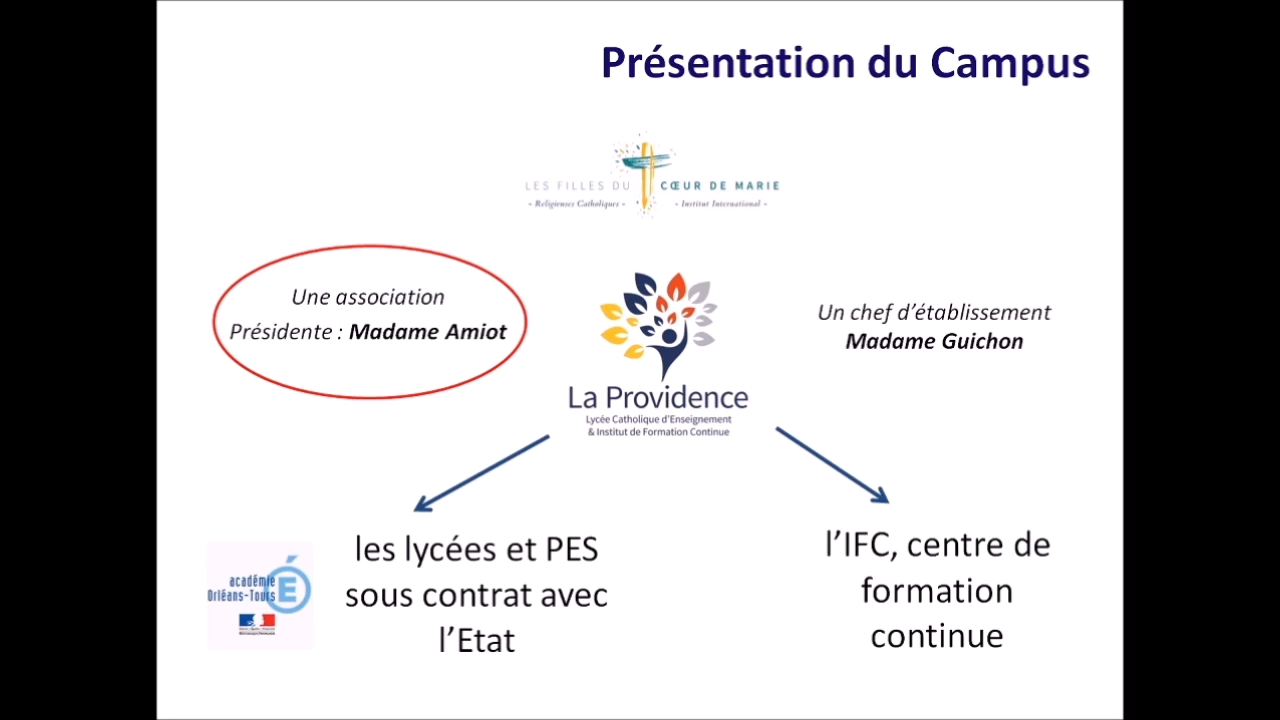 Présentation du Campus
LES FILLES DU CŒUR DE MARIE
~ Religieuses Catholiques ~ ~ Institut International ~
Une association
Présidente : Madame Amiot
Un chef d’établissement
Madame Guichon
La Providence
Lycée Catholique d’Enseignement
& Institut de Formation Continue
les lycées et PES
sous contrat avec
l’Etat
académie
Orléans-Tours
l’IFC, centre de
formation
continue